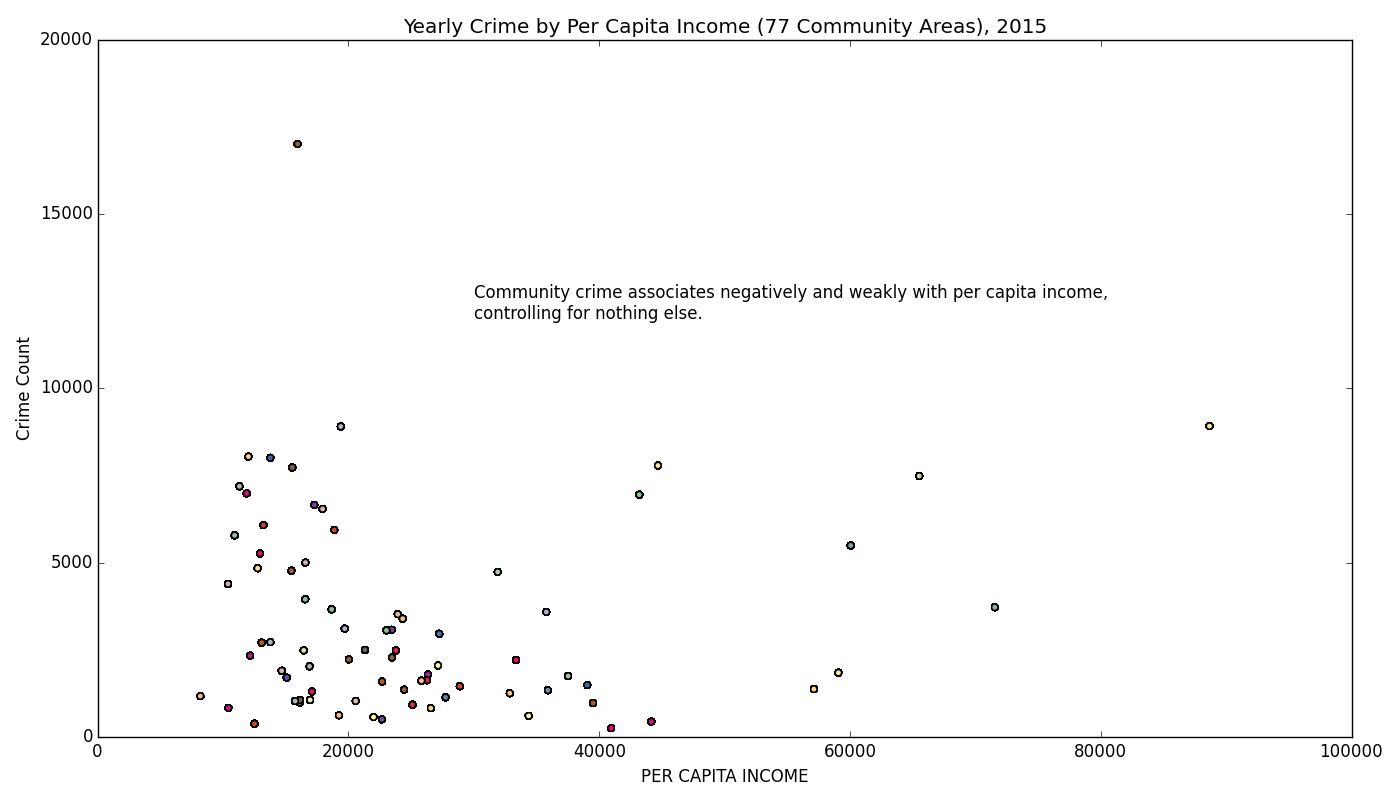 Yearly Crime by Per Capita Income (77 Community Areas), 2015
20000
15000
10000
5000
0
Crime Count
Community crime associates negatively and weakly with per capita income,
controlling for nothing else.
0 20000 40000 60000 80000 100000
PER CAPITA INCOME